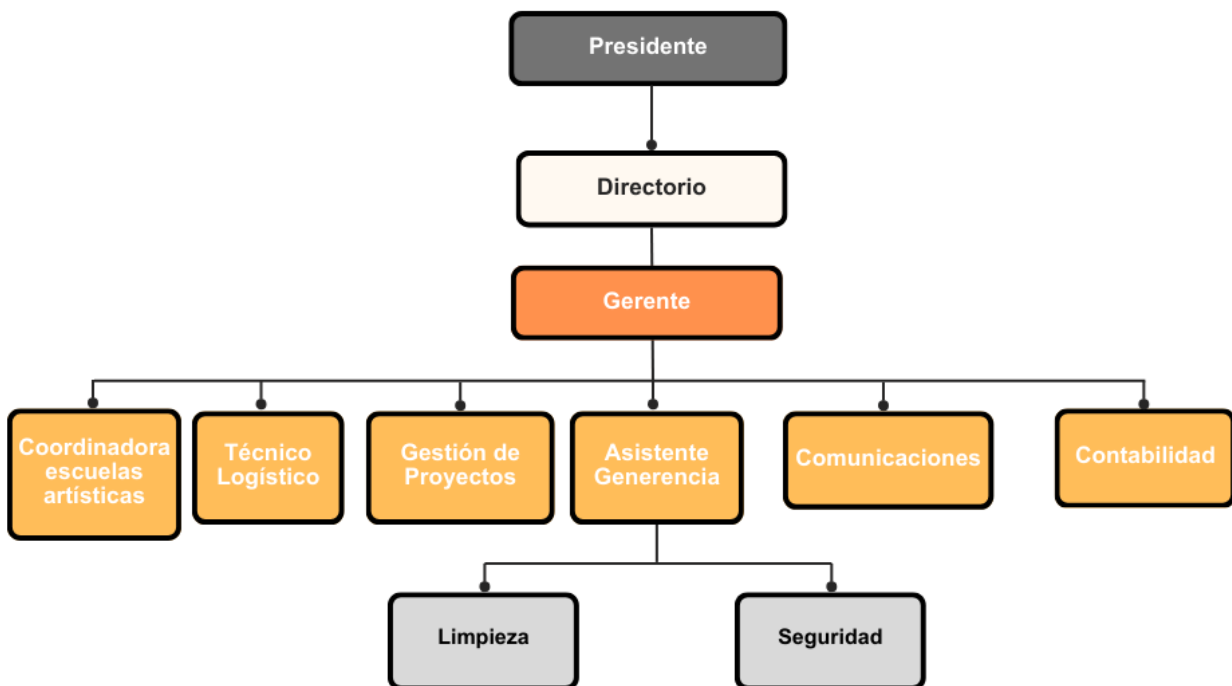 Presidente
Directorio
Gerente
Coordinadora
escuelas
artísticas
Técnico
Logístico
Gestión de
Proyectos
Asistente
Generencia
Comunicaciones
Contabilidad
Limpieza
Seguridad